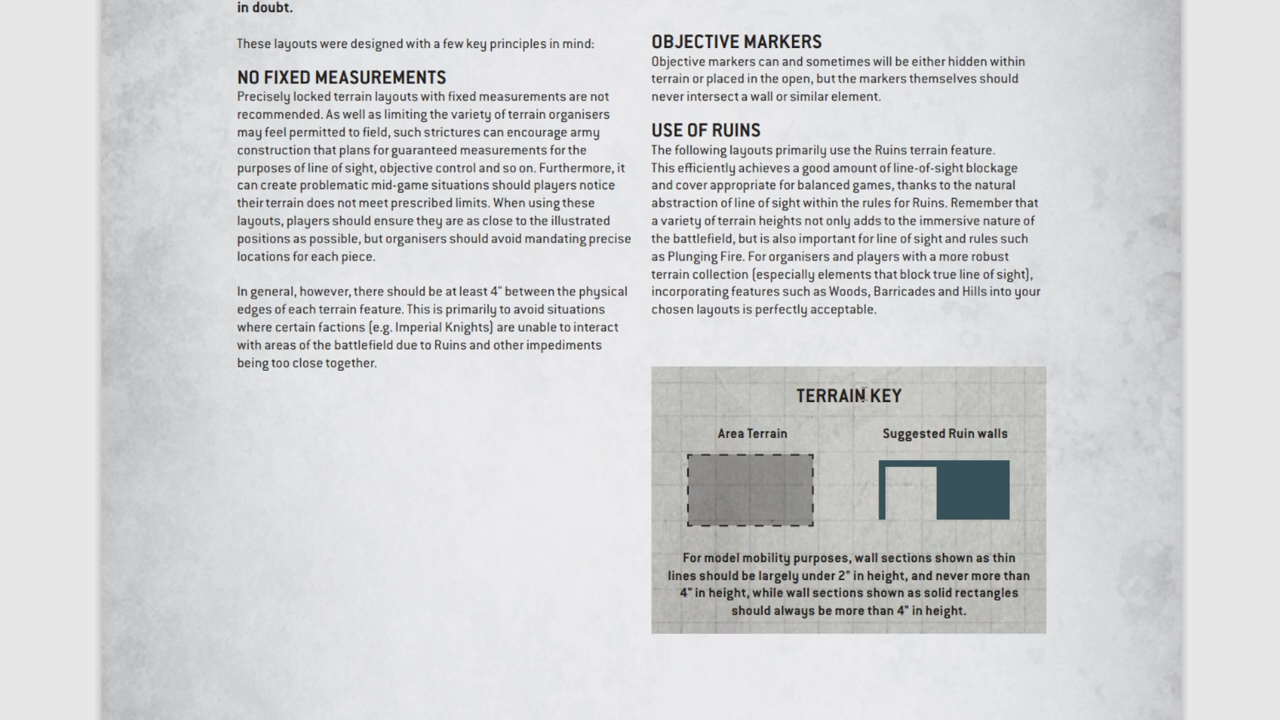 in doubt.
These layouts were designed with a few key principles in mind:
NO FIXED MEASUREMENTS
Precisely locked terrain layouts with fixed measurements are not
recommended. As well as limiting the variety of terrain organisers
may feel permitted to field, such strictures can encourage army
construction that plans for guaranteed measurements for the
purposes of line of sight, objective control and so on. Furthermore, it
can create problematic mid-game situations should players notice
their terrain does not meet prescribed limits. When using these
layouts, players should ensure they are as close to the illustrated
positions as possible, but organisers should avoid mandating precise
locations for each piece.
In general, however, there should be at least 4" between the physical
edges of each terrain feature. This is primarily to avoid situations
where certain factions (e.g. Imperial Knights) are unable to interact
with areas of the battlefield due to Ruins and other impediments
being too close together.
OBJECTIVE MARKERS
Objective markers can and sometimes will be either hidden within
terrain or placed in the open, but the markers themselves should
never intersect a wall or similar element.
USE OF RUINS
The following layouts primarily use the Ruins terrain feature.
This efficiently achieves a good amount of line-of-sight blockage
and cover appropriate for balanced games, thanks to the natural
abstraction of line of sight within the rules for Ruins. Remember that
a variety of terrain heights not only adds to the immersive nature of
the battlefield, but is also important for line of sight and rules such
as Plunging Fire. For organisers and players with a more robust
terrain collection (especially elements that block true line of sight),
incorporating features such as Woods, Barricades and Hills into your
chosen layouts is perfectly acceptable.
TERRAIN KEY
Area Terrain
Suggested Ruin walls
For model mobility purposes, wall sections shown as thin
lines should be largely under 2" in height, and never more than
4" in height, while wall sections shown as solid rectangles
should always be more than 4" in height.